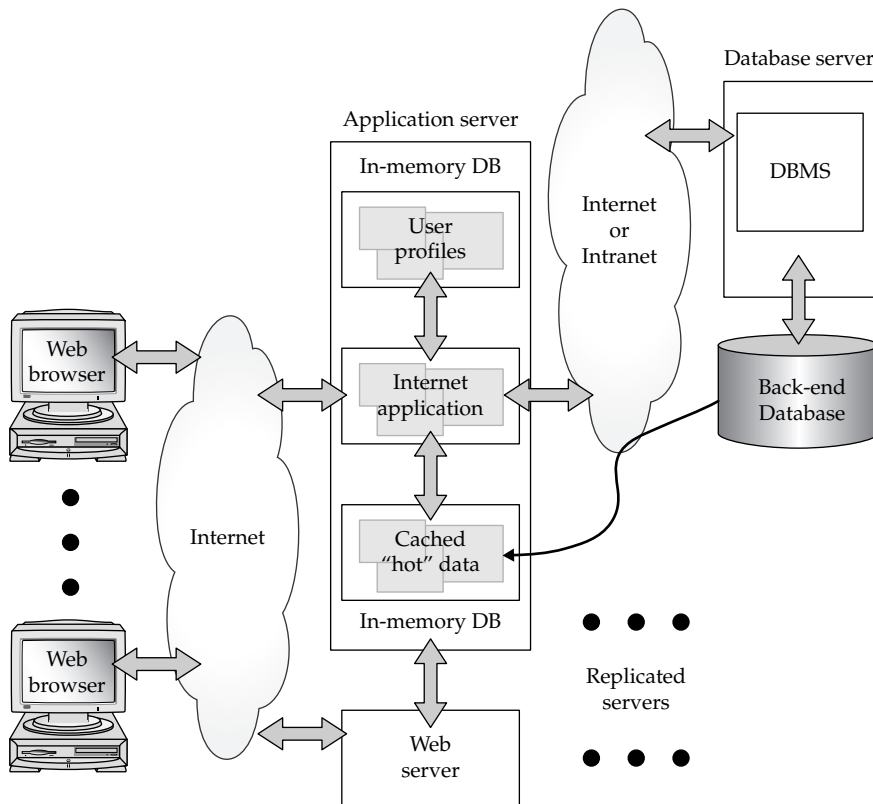 Database server
Application server
In-memory DB
DBMS
User
profiles
Internet
or
Intranet
Web
browser
Internet
application
Back-end
Database
Internet
Cached
“hot” data
In-memory DB
Web
browser
Replicated
servers
Web
server